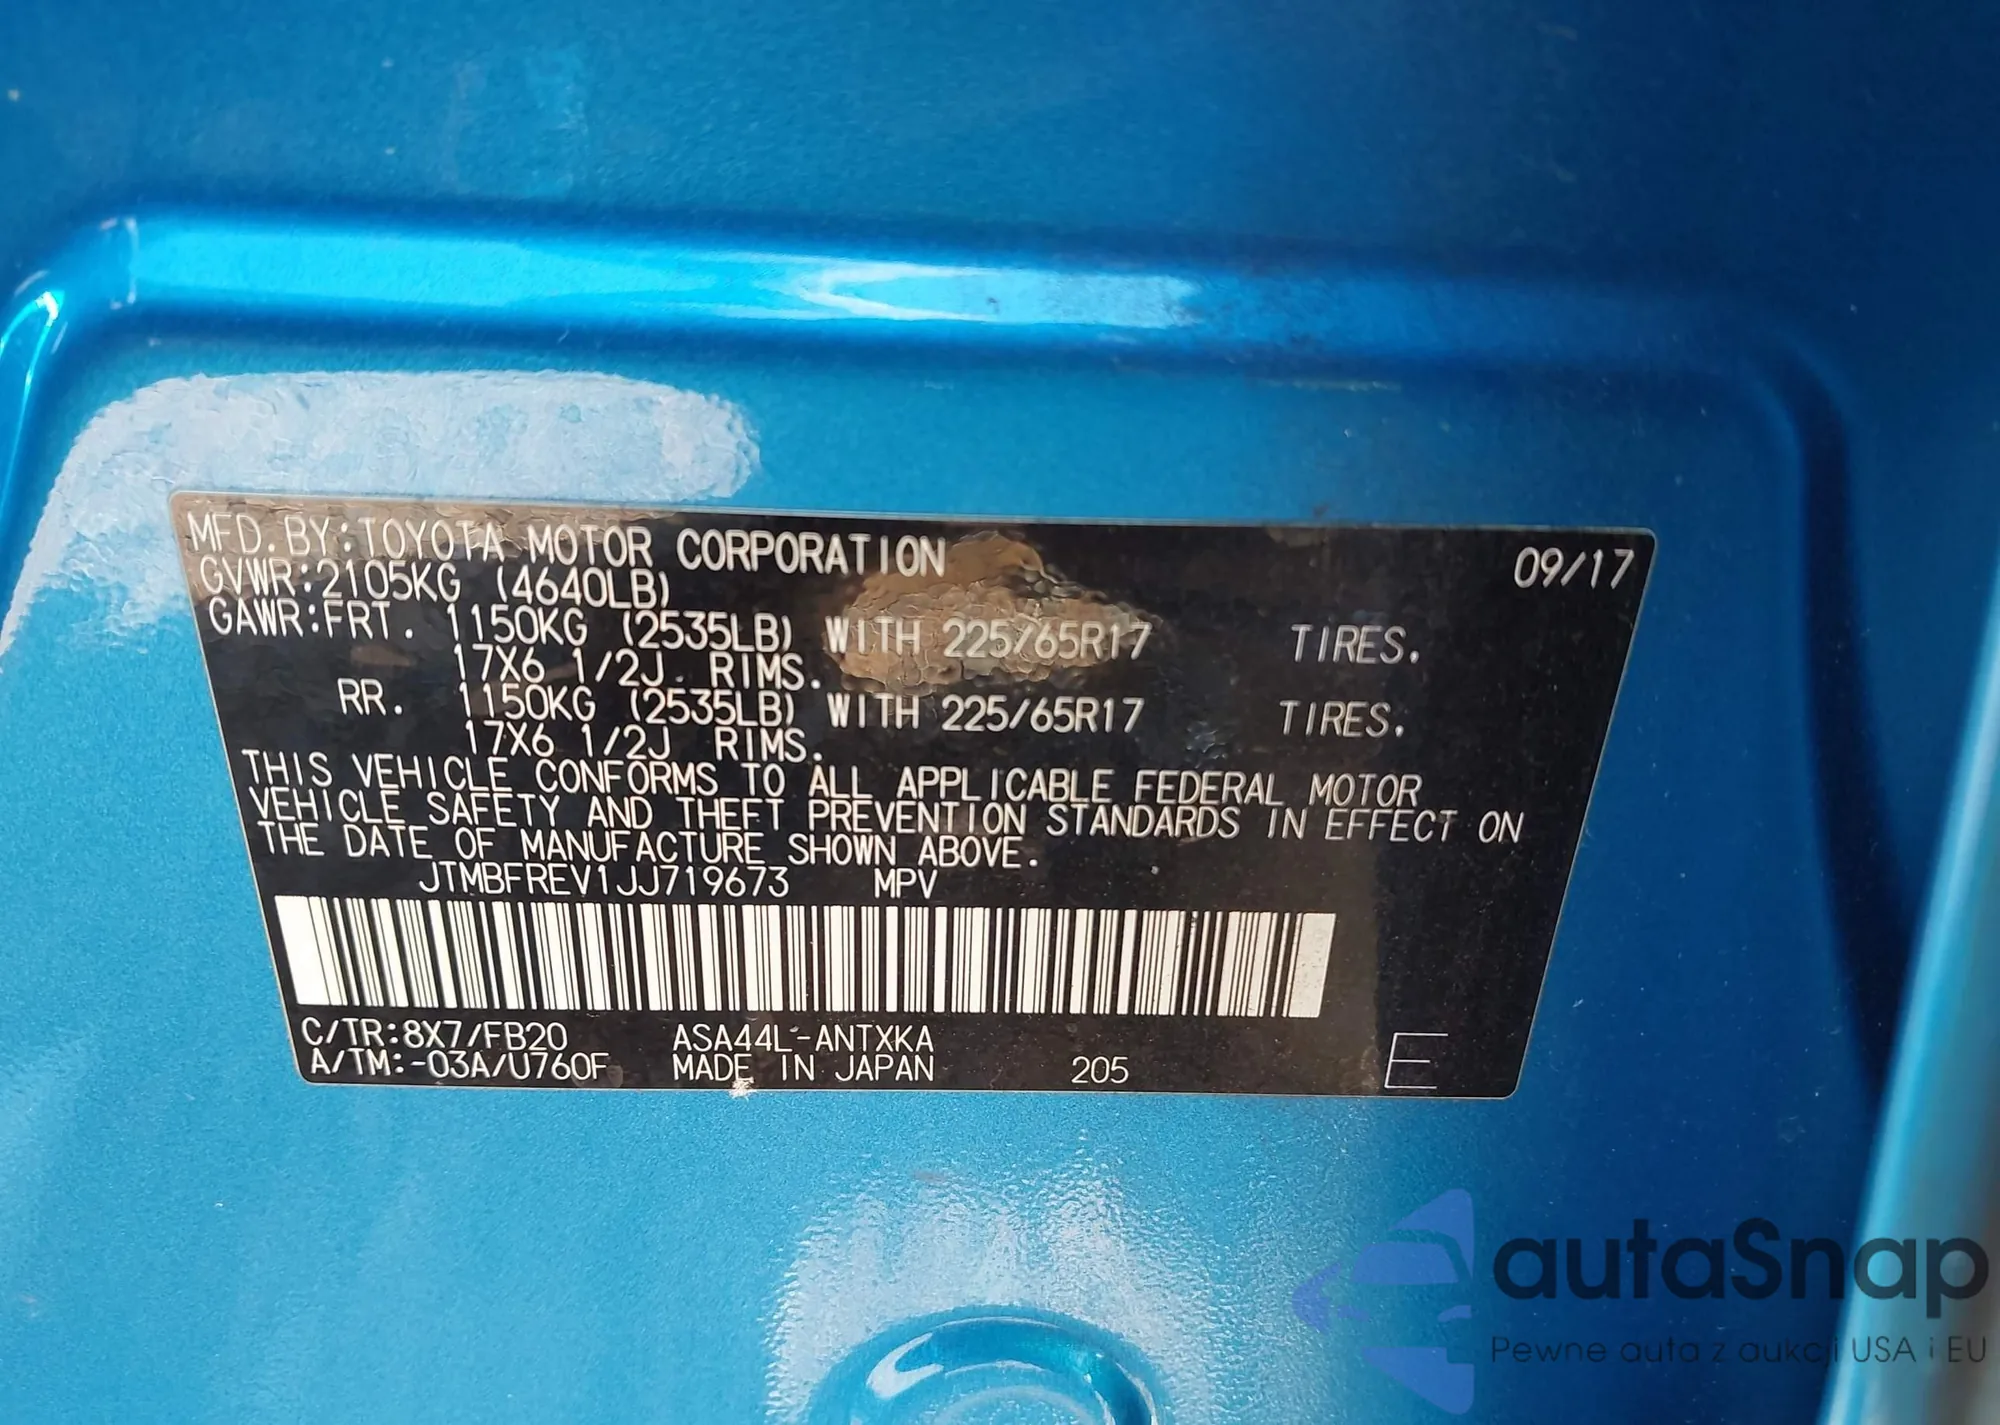 MFD.BY:TOYOTA MOTOR CORPORATION 09/17
GVWR:2105KG (4640LB)
GAWR:FRT. 1150KG (2535LB) WITH 225/65R17 TIRES.
17X6 1/2J RIMS.
RR. 1150KG (2535LB) WITH 225/65R17 TIRES.
17X6 1/2J RIMS.
THIS VEHICLE CONFORMS TO ALL APPLICABLE FEDERAL MOTOR
VEHICLE SAFETY AND THEFT PREVENTION STANDARDS IN EFFECT ON
THE DATE OF MANUFACTURE SHOWN ABOVE.
JTMBFREV1JJ719673 MPV
C/TR:8X7/FB20 ASA44L-ANTXKA
A/TM:-03A/U760F MADE IN JAPAN 205 E
autaSnap
Pewne auta z aukcji USA i EU